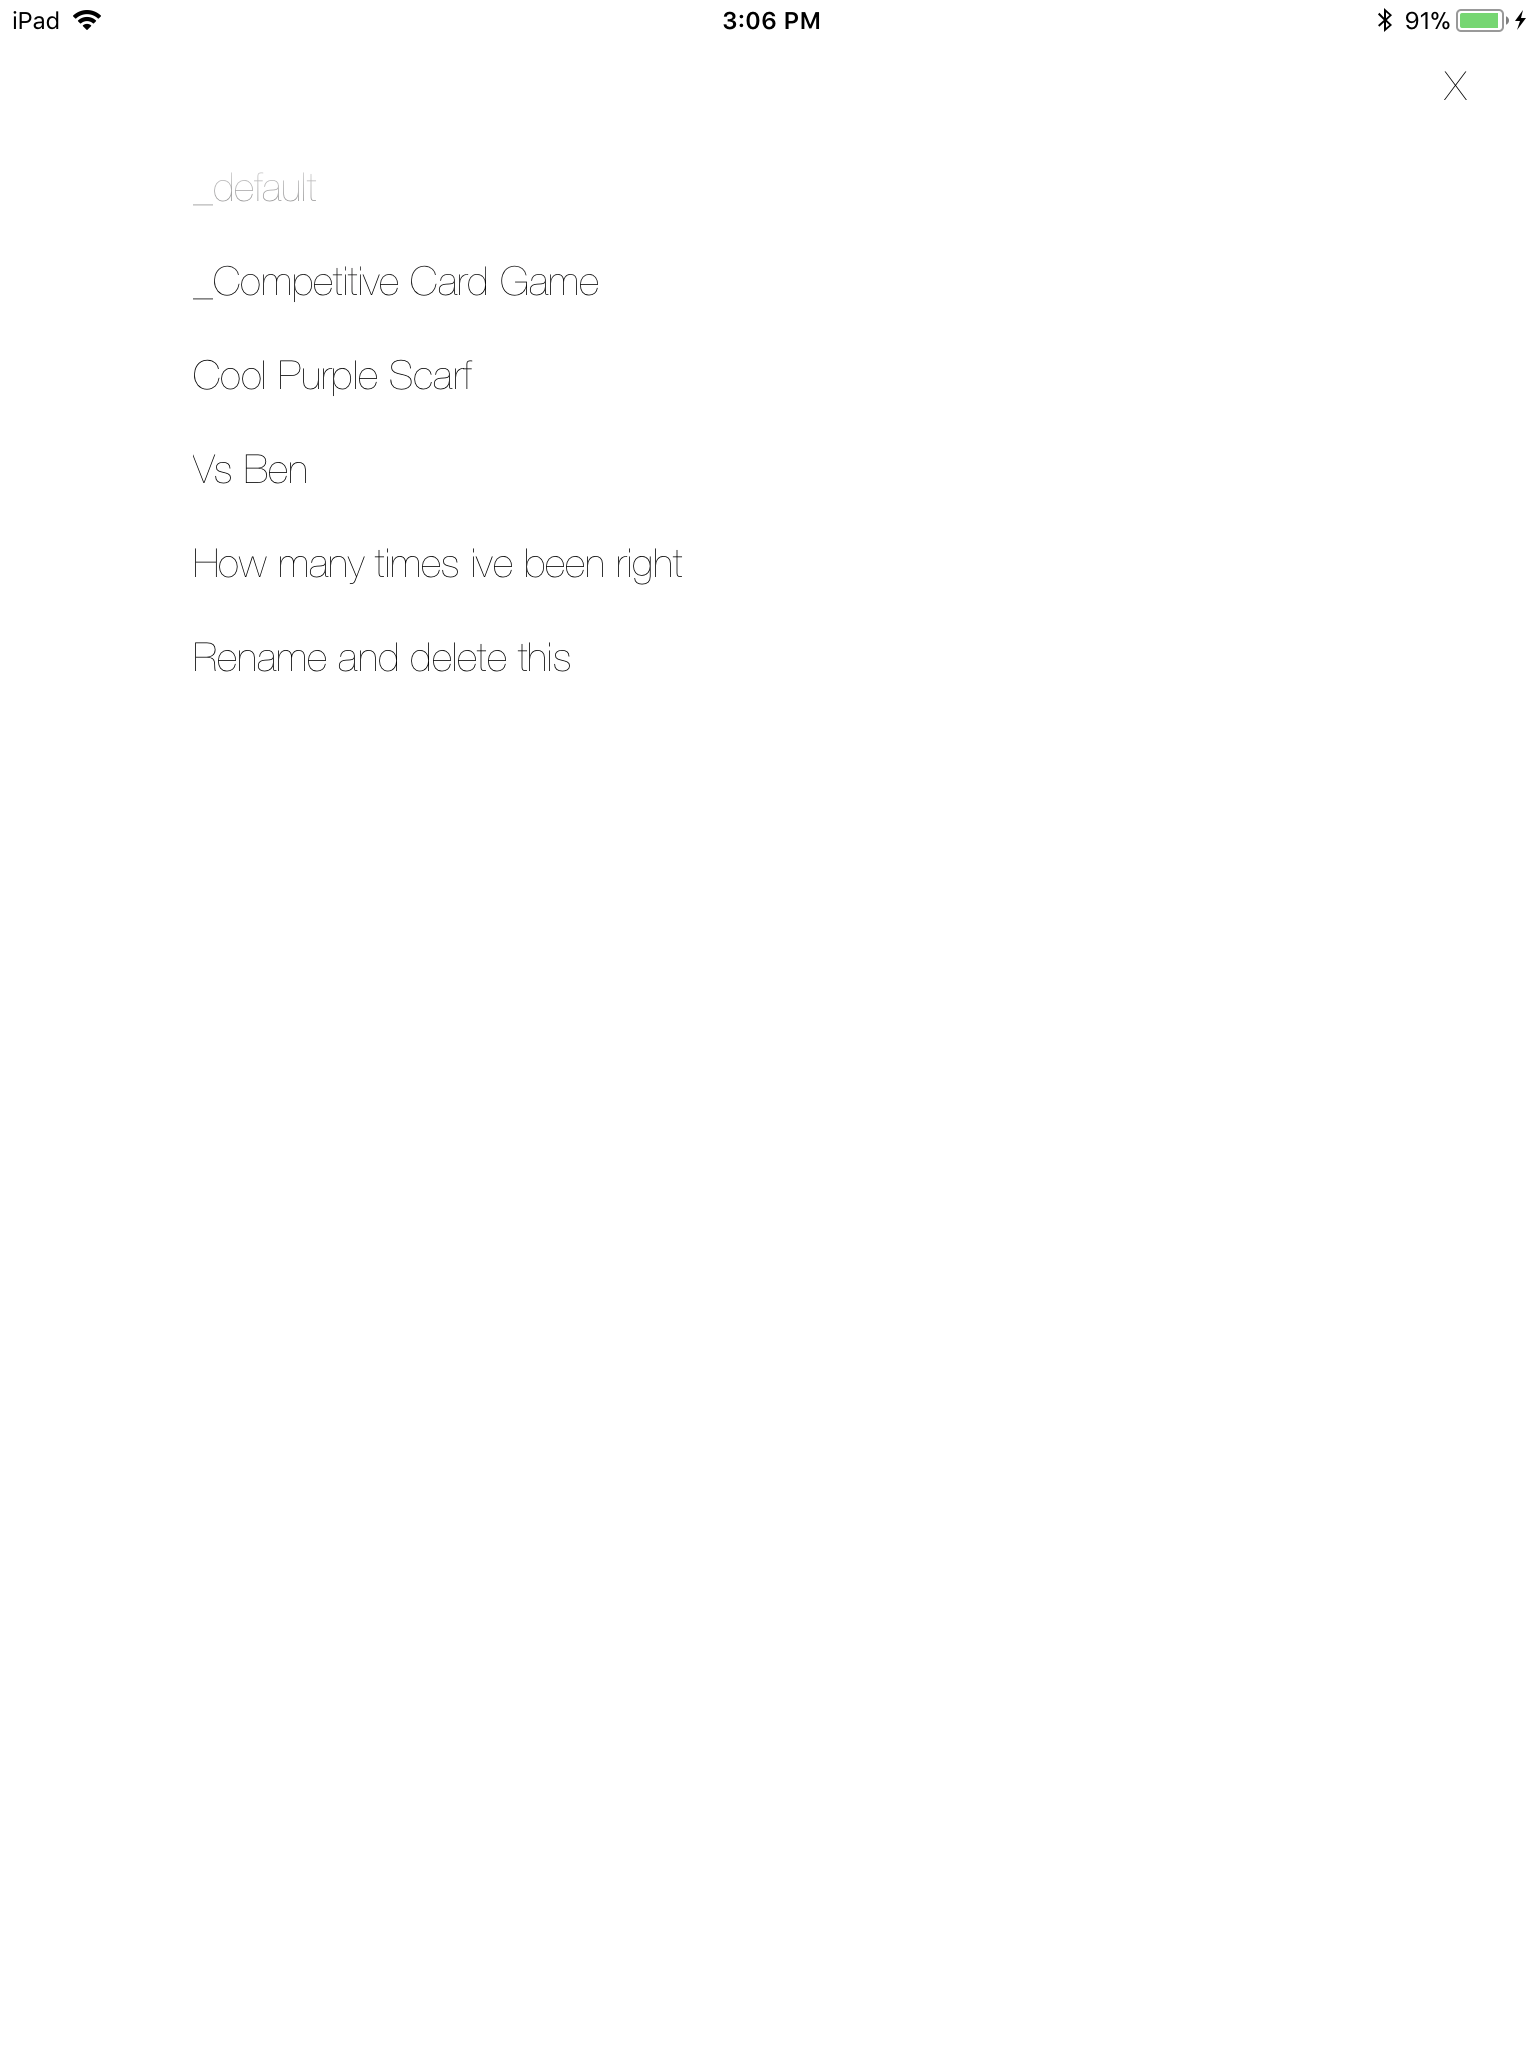 iPad 3:06 PM 91%
X
_default
_Competitive Card Game
Cool Purple Scarf
Vs Ben
How many times ive been right
Rename and delete this